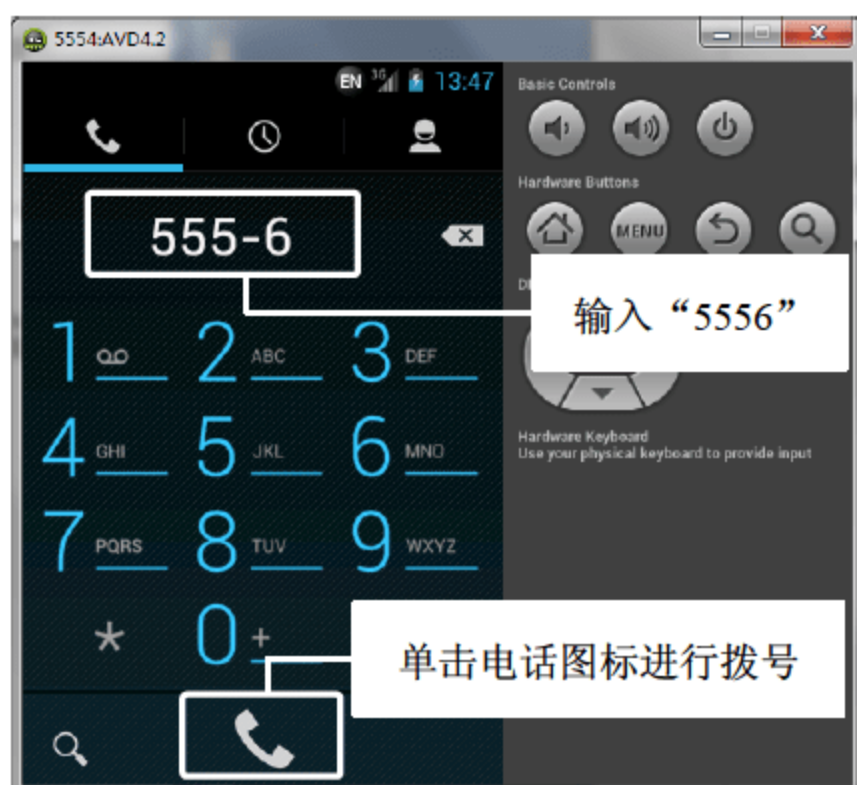 5554:AVD4.2
EN 3G 13:47
Basic Controls
Hardware Buttons
555-6
MENU
输入“5556”
1
2 ABC
3 DEF
4 GHI
5 JKL
6 MNO
Hardware Keyboard
Use your physical keyboard to provide input
7 PQRS
8 TUV
9 WXYZ
*
0 +
单击电话图标进行拨号